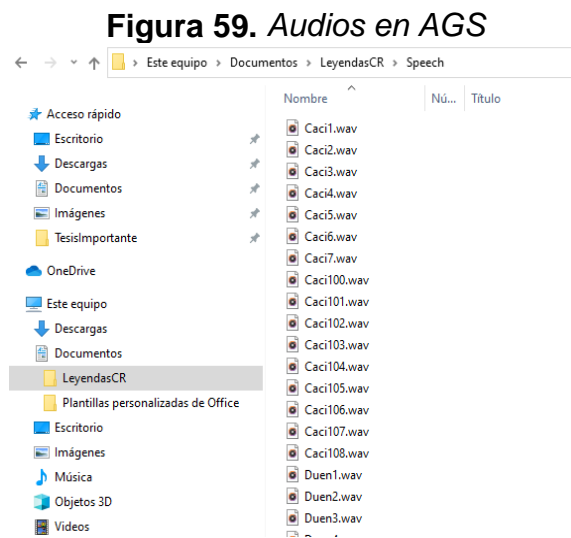 Figura 59. Audios en AGS
Este equipo > Documentos > LeyendasCR > Speech
Nombre Nú... Título
Acceso rápido
Escritorio
Descargas
Documentos
Imágenes
TesisImportante
OneDrive
Este equipo
Descargas
Documentos
LeyendasCR
Plantillas personalizadas de Office
Escritorio
Imágenes
Música
Objetos 3D
Videos
Caci1.wav
Caci2.wav
Caci3.wav
Caci4.wav
Caci5.wav
Caci6.wav
Caci7.wav
Caci100.wav
Caci101.wav
Caci102.wav
Caci103.wav
Caci104.wav
Caci105.wav
Caci106.wav
Caci107.wav
Caci108.wav
Duen1.wav
Duen2.wav
Duen3.wav